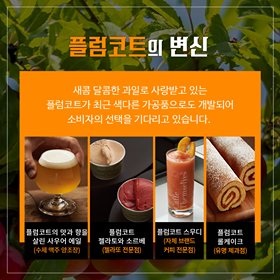 플럼코트의 변신
새콤 달콤한 과일로 사랑받고 있는
플럼코트가 최근 색다른 가공품으로도 개발되어
소비자의 선택을 기다리고 있습니다.
플럼코트의 맛과 향을
살린 사우어 에일
(수제 맥주 양조장)
플럼코트
젤라토와 소르베
(젤라또 전문점)
플럼코트 스무디
(자체 브랜드
커피 전문점)
플럼코트
롤케이크
(유명 제과점)